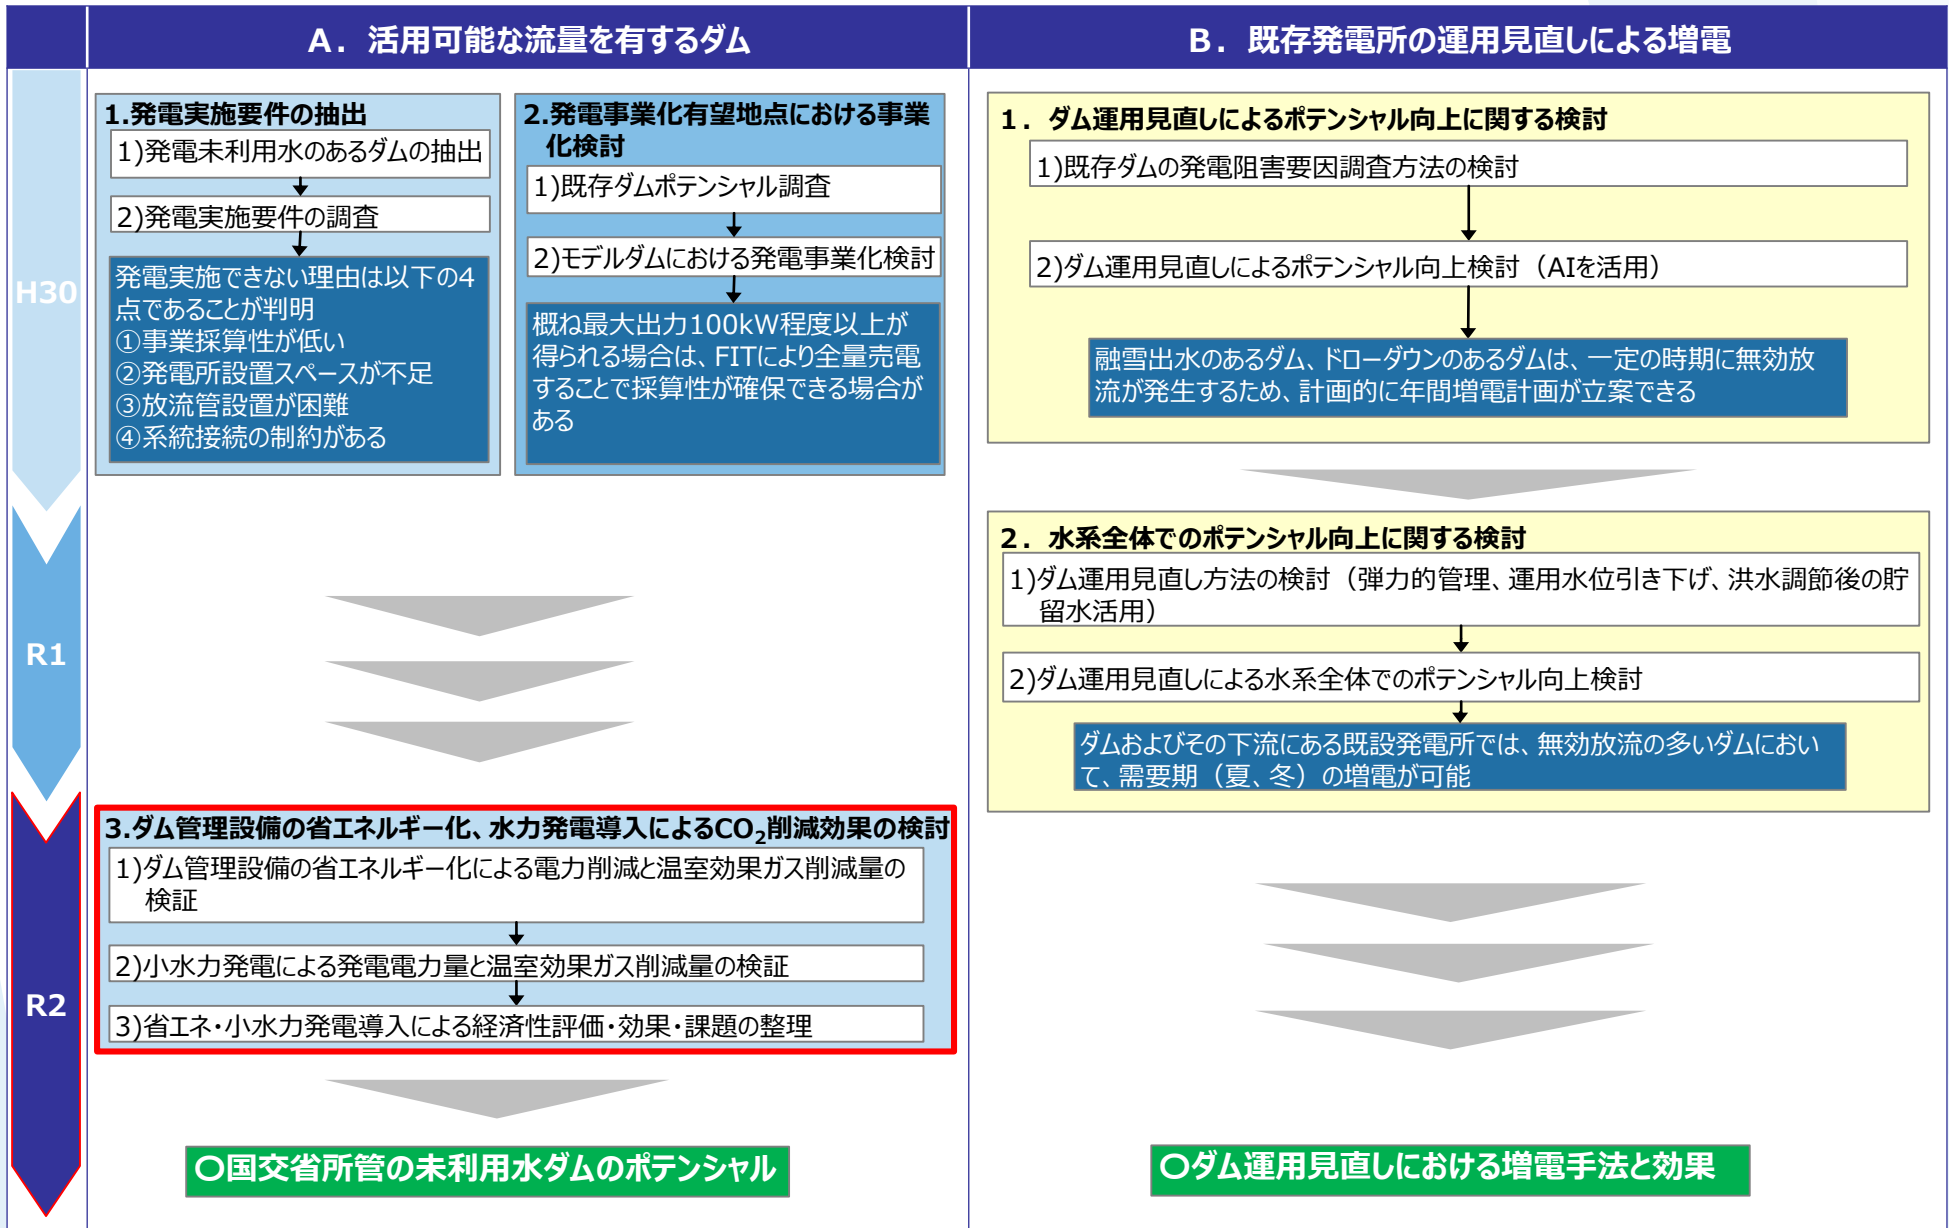 A．活用可能な流量を有するダム
B．既存発電所の運用見直しによる増電
H30
1.発電実施要件の抽出
1)発電未利用水のあるダムの抽出
2)発電実施要件の調査
発電実施できない理由は以下の4
点であることが判明
①事業採算性が低い
②発電所設置スペースが不足
③放流管設置が困難
④系統接続の制約がある
2.発電事業化有望地点における事業
化検討
1)既存ダムポテンシャル調査
2)モデルダムにおける発電事業化検討
概ね最大出力100kW程度以上が
得られる場合は、FITにより全量売電
することで採算性が確保できる場合が
ある
1．ダム運用見直しによるポテンシャル向上に関する検討
1)既存ダムの発電阻害要因調査方法の検討
2)ダム運用見直しによるポテンシャル向上検討（AIを活用）
融雪出水のあるダム、ドローダウンのあるダムは、一定の時期に無効放
流が発生するため、計画的に年間増電計画が立案できる
R1
2．水系全体でのポテンシャル向上に関する検討
1)ダム運用見直し方法の検討（弾力的管理、運用水位引き下げ、洪水調節後の貯
留水活用）
2)ダム運用見直しによる水系全体でのポテンシャル向上検討
ダムおよびその下流にある既設発電所では、無効放流の多いダムにおい
て、需要期（夏、冬）の増電が可能
R2
3.ダム管理設備の省エネルギー化、水力発電導入によるCO₂削減効果の検討
1)ダム管理設備の省エネルギー化による電力削減と温室効果ガス削減量の
検証
2)小水力発電による発電電力量と温室効果ガス削減量の検証
3)省エネ・小水力発電導入による経済性評価・効果・課題の整理
〇国交省所管の未利用水ダムのポテンシャル
〇ダム運用見直しにおける増電手法と効果